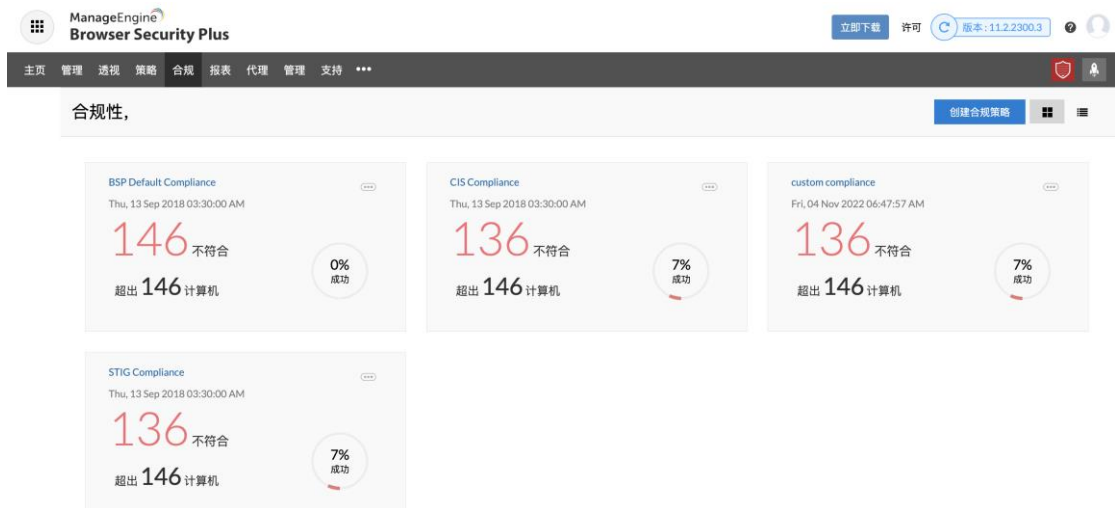 ManageEngine
Browser Security Plus
立即下载 许可 版本 : 11.2.2300.3
主页 管理 透视 策略 合规 报表 代理 管理 支持
合规性,
创建合规策略
BSP Default Compliance
Thu, 13 Sep 2018 03:30:00 AM
146 不符合
超出 146 计算机
0%
成功
CIS Compliance
Thu, 13 Sep 2018 03:30:00 AM
136 不符合
超出 146 计算机
7%
成功
custom compliance
Fri, 04 Nov 2022 06:47:57 AM
136 不符合
超出 146 计算机
7%
成功
STIG Compliance
Thu, 13 Sep 2018 03:30:00 AM
136 不符合
超出 146 计算机
7%
成功